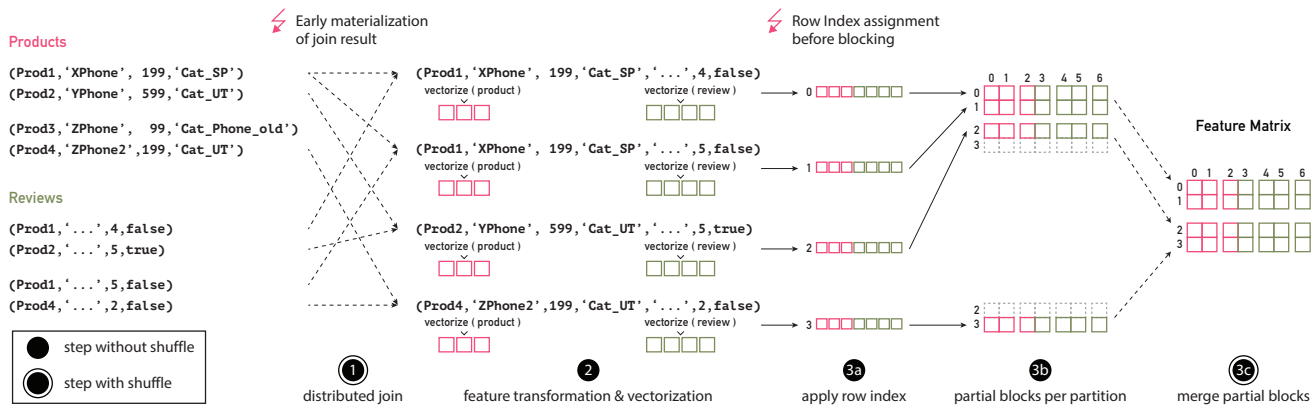 Early materialization
of join result
Row Index assignment
before blocking
Products
(Prod1,‘XPhone’, 199,‘Cat_SP’)
(Prod2,‘YPhone’, 599,‘Cat_UT’)
(Prod3,‘ZPhone’, 99,‘Cat_Phone_old’)
(Prod4,‘ZPhone2’,199,‘Cat_UT’)
Reviews
(Prod1,‘...’,4,false)
(Prod2,‘...’,5,true)
(Prod1,‘...’,5,false)
(Prod4,‘...’,2,false)
step without shuffle
step with shuffle
(Prod1,‘XPhone’, 199,‘Cat_SP’,‘...’,4,false)
vectorize ( product ) vectorize ( review )
(Prod1,‘XPhone’, 199,‘Cat_SP’,‘...’,5,false)
vectorize ( product ) vectorize ( review )
(Prod2,‘YPhone’, 599,‘Cat_UT’,‘...’,5,true)
vectorize ( product ) vectorize ( review )
(Prod4,‘ZPhone2’,199,‘Cat_UT’,‘...’,2,false)
vectorize ( product ) vectorize ( review )
0
1
2
3
0 1 2 3 4 5 6
0
1
2
3
2
3
Feature Matrix
0 1 2 3 4 5 6
0
1
2
3
1
distributed join
2
feature transformation & vectorization
3a
apply row index
3b
partial blocks per partition
3c
merge partial blocks